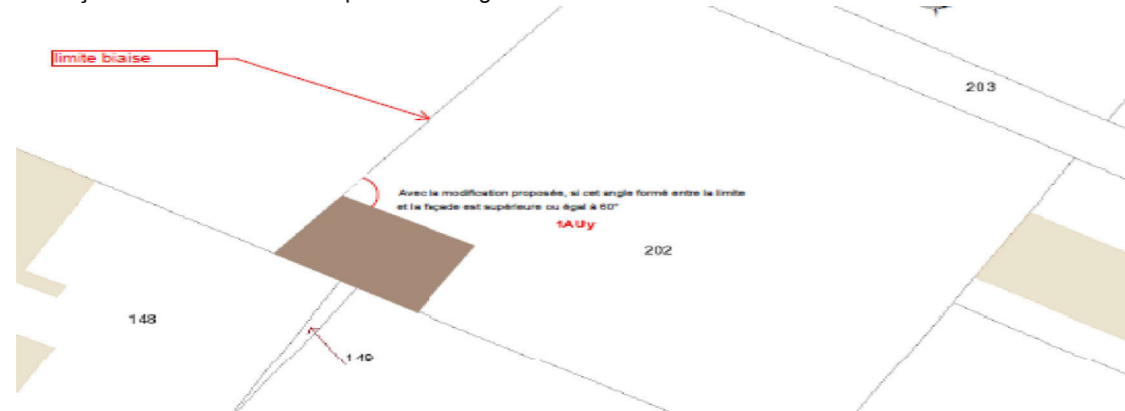 limite biaise
203
Avec la modification proposée, si cet angle formé entre la limite
et la façade est supérieure ou égal à 60°
1AUy
202
148
149